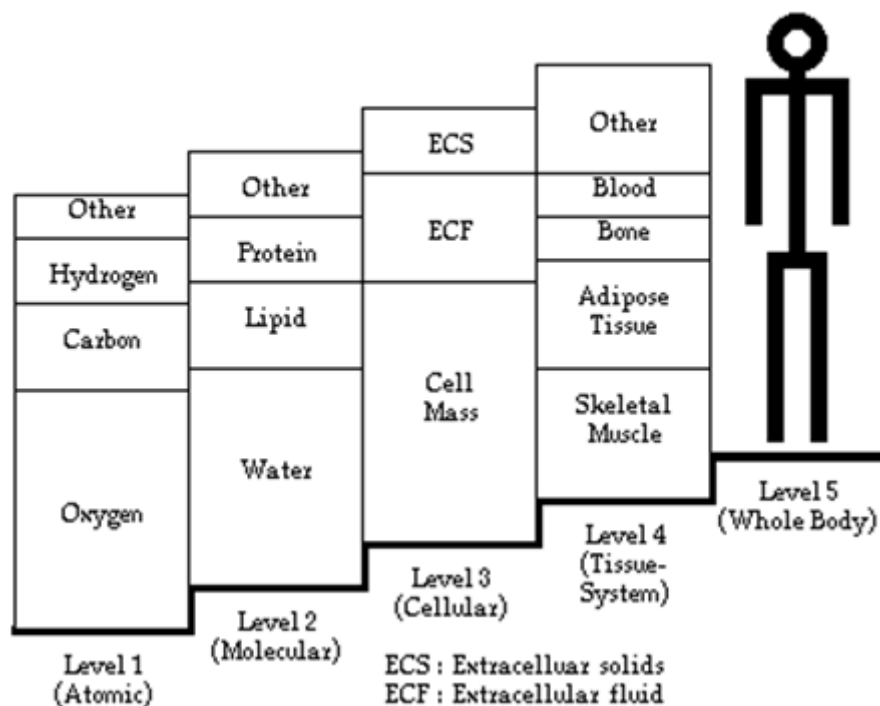 Other
Hydrogen
Carbon
Oxygen
Level 1
(Atomic)
Other
Protein
Lipid
Water
Level 2
(Molecular)
ECS
ECF
Cell
Mass
Level 3
(Cellular)
Other
Blood
Bone
Adipose
Tissue
Skeletal
Muscle
Level 4
(Tissue-
System)
Level 5
(Whole Body)
ECS : Extracelluar solids
ECF : Extracellular fluid